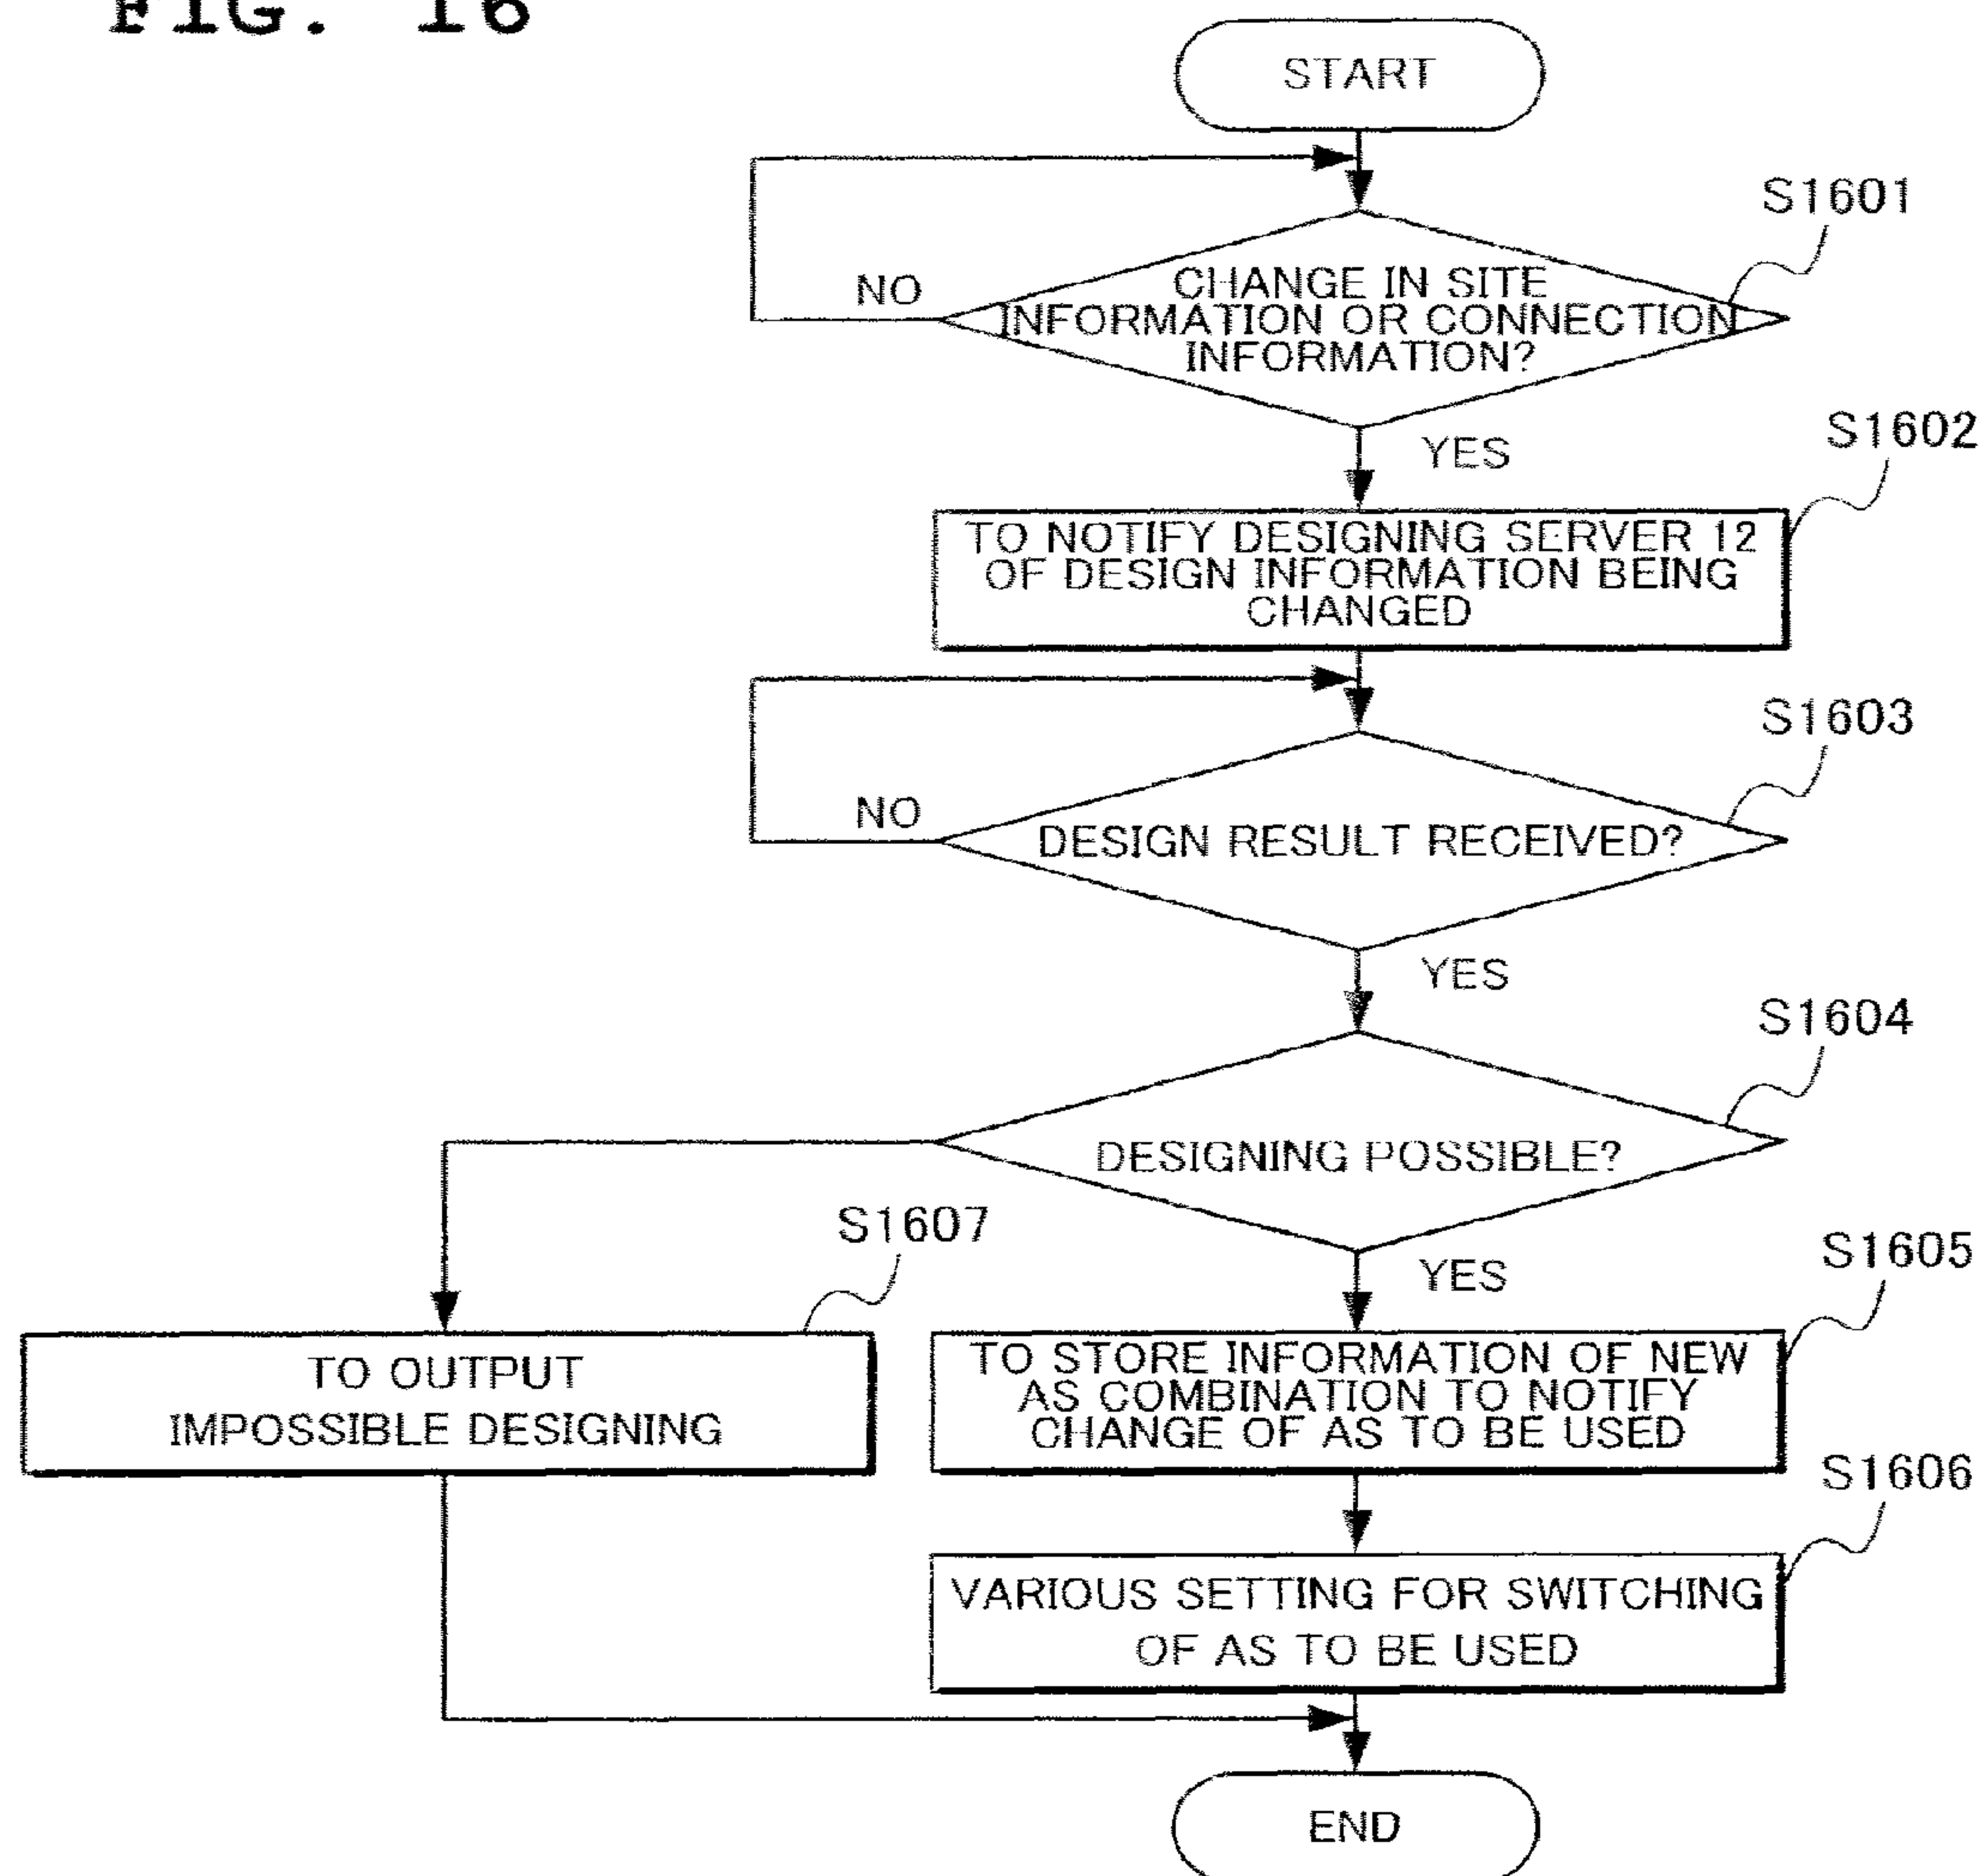 FIG. 16
START
S1601
NO
CHANGE IN SITE
INFORMATION OR CONNECTION
INFORMATION?
YES
S1602
TO NOTIFY DESIGNING SERVER 12
OF DESIGN INFORMATION BEING
CHANGED
S1603
NO
DESIGN RESULT RECEIVED?
YES
S1604
DESIGNING POSSIBLE?
S1607
YES
S1605
TO OUTPUT
IMPOSSIBLE DESIGNING
TO STORE INFORMATION OF NEW
AS COMBINATION TO NOTIFY
CHANGE OF AS TO BE USED
S1606
VARIOUS SETTING FOR SWITCHING
OF AS TO BE USED
END